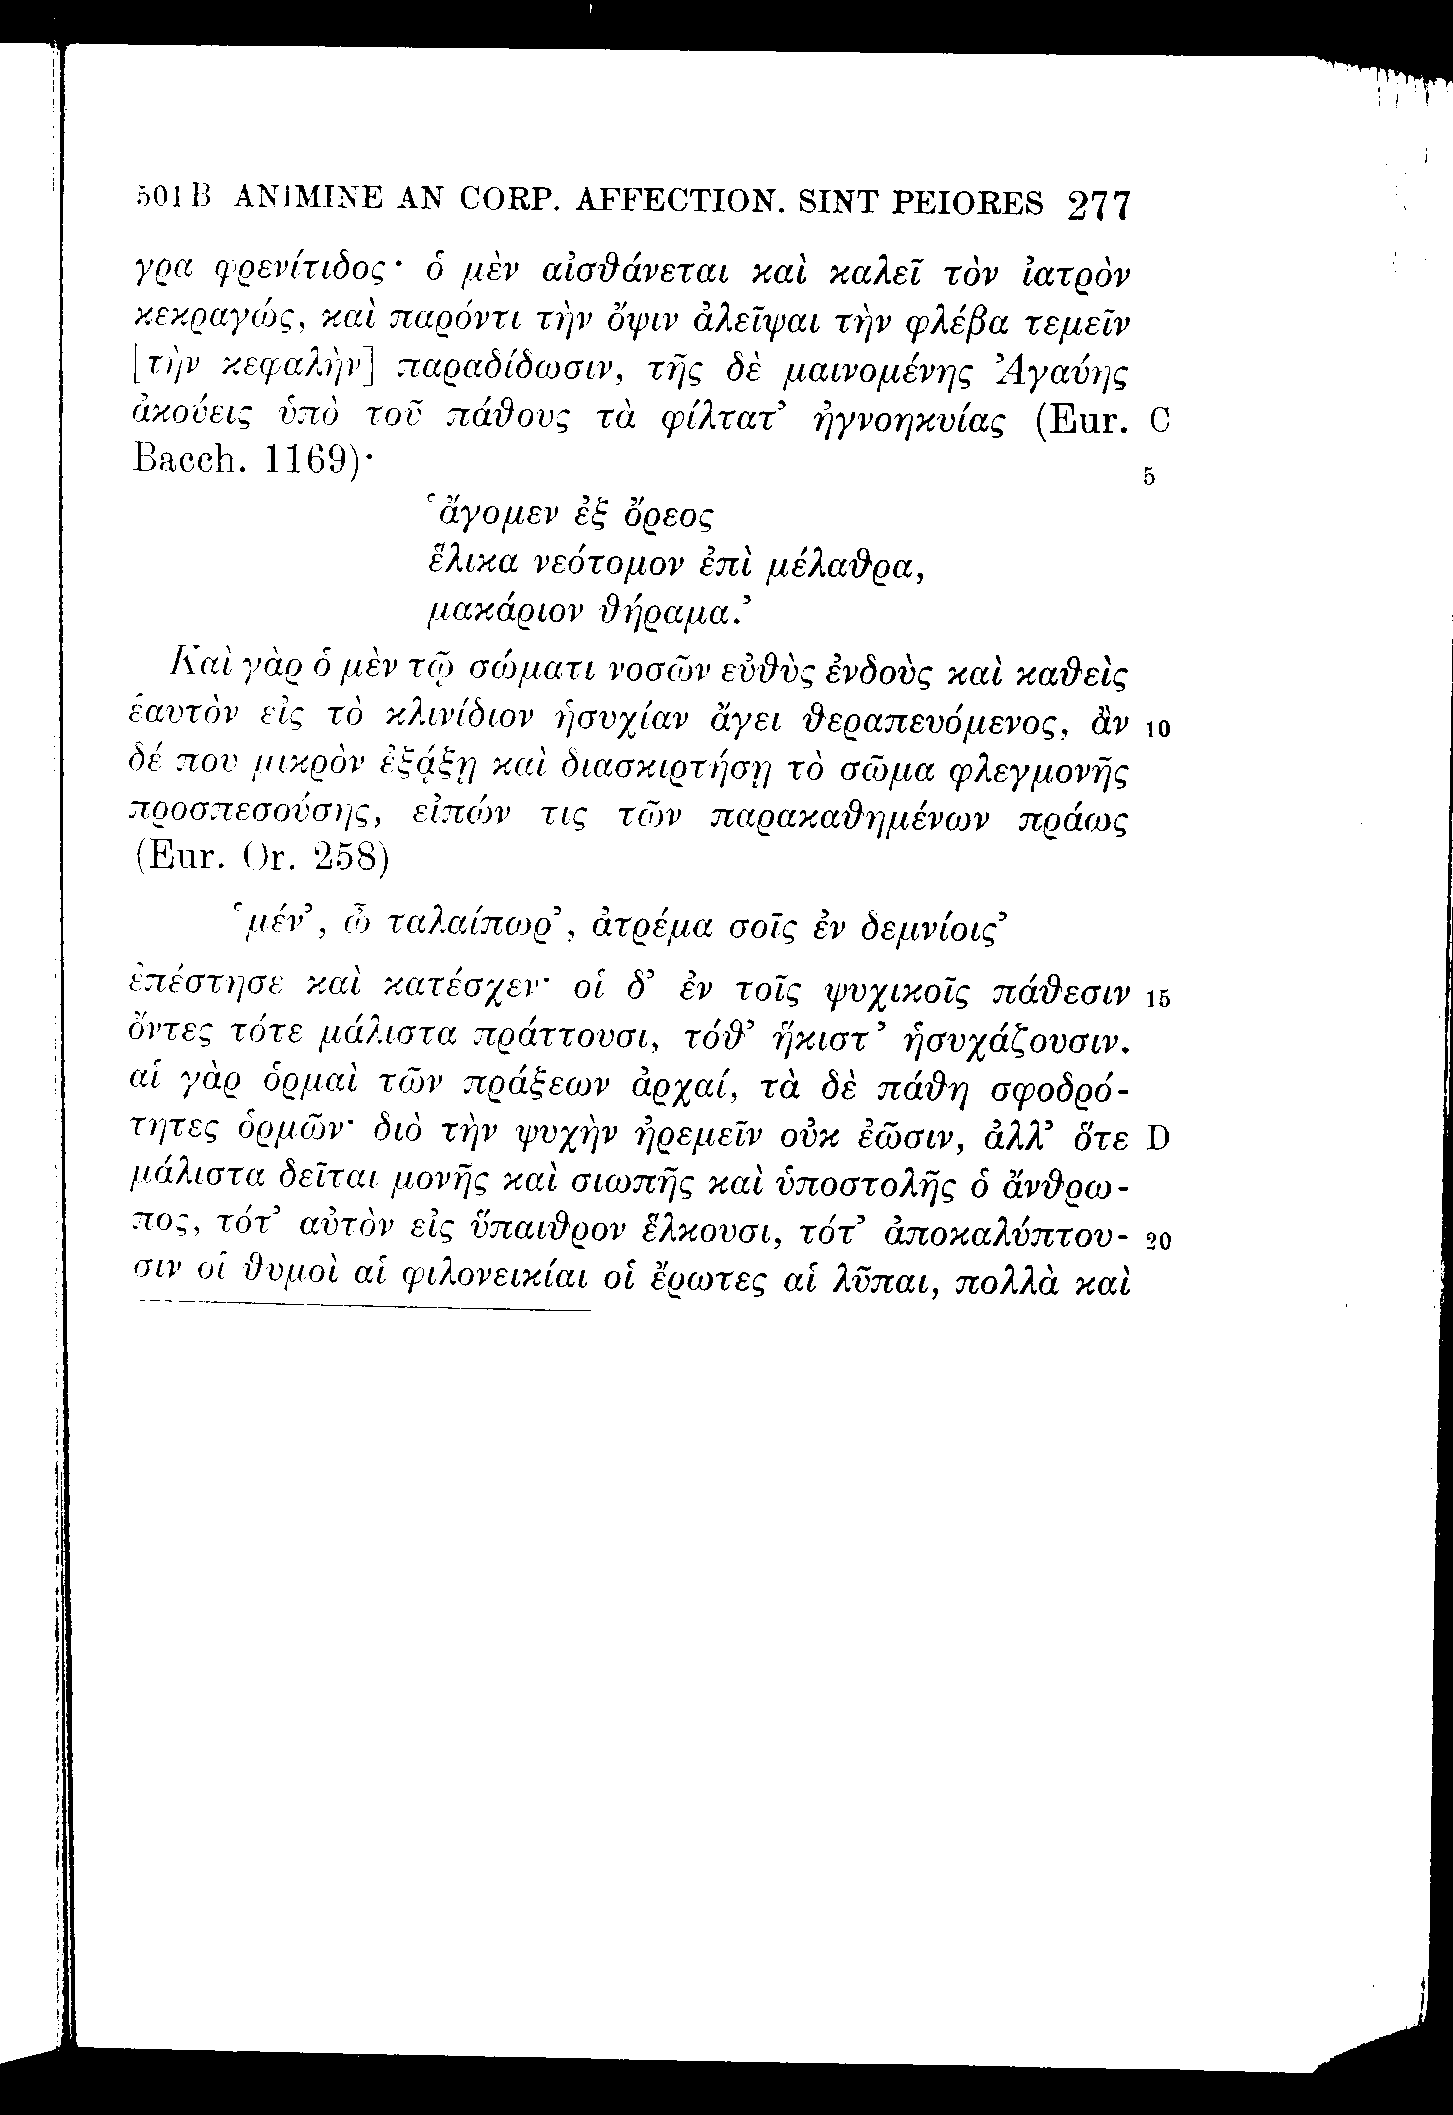 501 B ANIMINE AN CORP. AFFECTION. SINT PEIORES 277
γρα φρενίτιδος· ὁ μὲν αἰσθάνεται καὶ καλεῖ τὸν ἰατρὸν
κεκραγώς, καὶ παρόντι τὴν ὄψιν ἀλεῖψαι τὴν φλέβα τεμεῖν
[τὴν κεφαλὴν] παραδίδωσιν, τῆς δὲ μαινομένης Ἀγαύης
ἀκούεις ὑπὸ τοῦ πάθους τὰ φίλτατ’ ἠγνοηκυίας (Eur. C
Bacch. 1169)· 5
‘ἄγομεν ἐξ ὄρεος
ἕλικα νεότομον ἐπὶ μέλαθρα,
μακάριον θήραμα.’
Καὶ γὰρ ὁ μὲν τῷ σώματι νοσῶν εὐθὺς ἐνδοὺς καὶ καθεὶς
ἑαυτὸν εἰς τὸ κλινίδιον ἡσυχίαν ἄγει θεραπευόμενος, ἂν 10
δέ που μικρὸν ἐξᾴξῃ καὶ διασκιρτήσῃ τὸ σῶμα φλεγμονῆς
προσπεσούσης, εἰπών τις τῶν παρακαθημένων πράως
(Eur. Or. 258)
‘μέν’, ὦ ταλαίπωρ’, ἀτρέμα σοῖς ἐν δεμνίοις’
ἐπέστησε καὶ κατέσχεν· οἱ δ’ ἐν τοῖς ψυχικοῖς πάθεσιν 15
ὄντες τότε μάλιστα πράττουσι, τόθ’ ἥκιστ’ ἡσυχάζουσιν.
αἱ γὰρ ὁρμαὶ τῶν πράξεων ἀρχαί, τὰ δὲ πάθη σφοδρό-
τητες ὁρμῶν· διὸ τὴν ψυχὴν ἠρεμεῖν οὐκ ἐῶσιν, ἀλλ’ ὅτε D
μάλιστα δεῖται μονῆς καὶ σιωπῆς καὶ ὑποστολῆς ὁ ἄνθρω-
πος, τότ’ αὐτὸν εἰς ὕπαιθρον ἕλκουσι, τότ’ ἀποκαλύπτου- 20
σιν οἱ θυμοὶ αἱ φιλονεικίαι οἱ ἔρωτες αἱ λῦπαι, πολλὰ καὶ